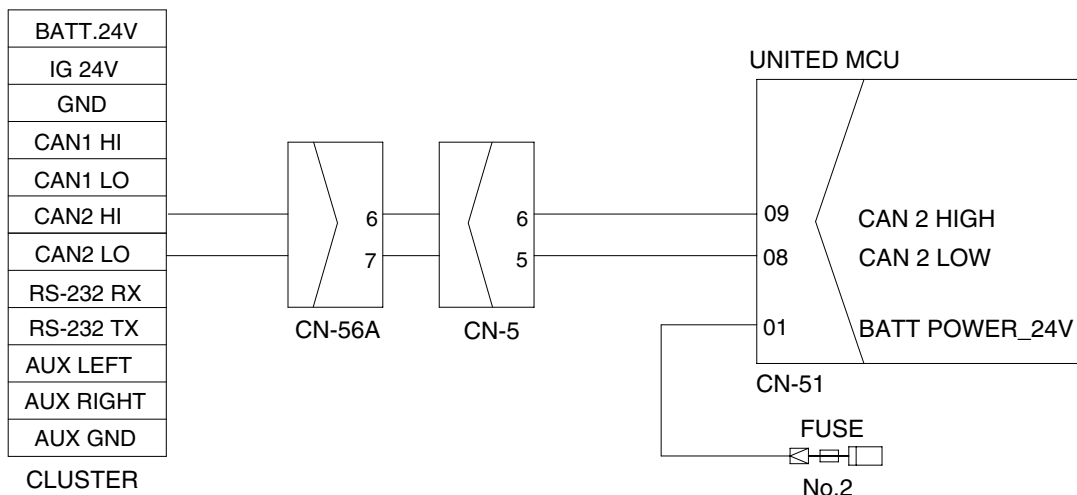 BATT.24V
IG 24V
GND
CAN1 HI
CAN1 LO
CAN2 HI
CAN2 LO
RS-232 RX
RS-232 TX
AUX LEFT
AUX RIGHT
AUX GND
CLUSTER
6
7
CN-56A
6
5
CN-5
UNITED MCU
09 CAN 2 HIGH
08 CAN 2 LOW
01 BATT POWER_24V
CN-51
FUSE
No.2